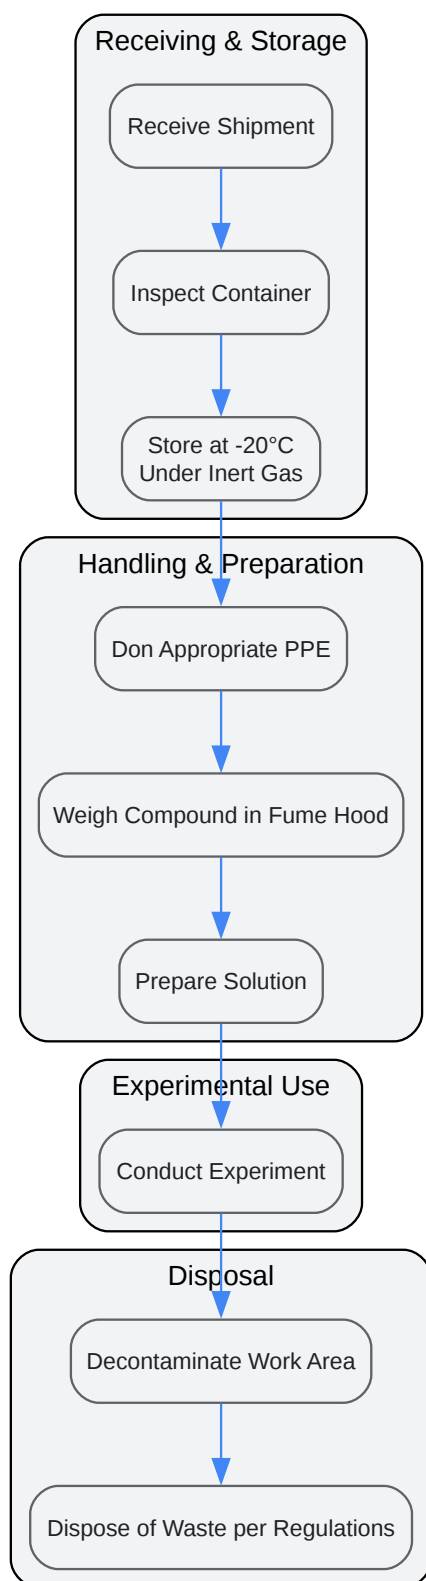 Receiving & Storage
Receive Shipment
Inspect Container
Store at -20°C
Under Inert Gas
Handling & Preparation
Don Appropriate PPE
Weigh Compound in Fume Hood
Prepare Solution
Experimental Use
Conduct Experiment
Disposal
Decontaminate Work Area
Dispose of Waste per Regulations